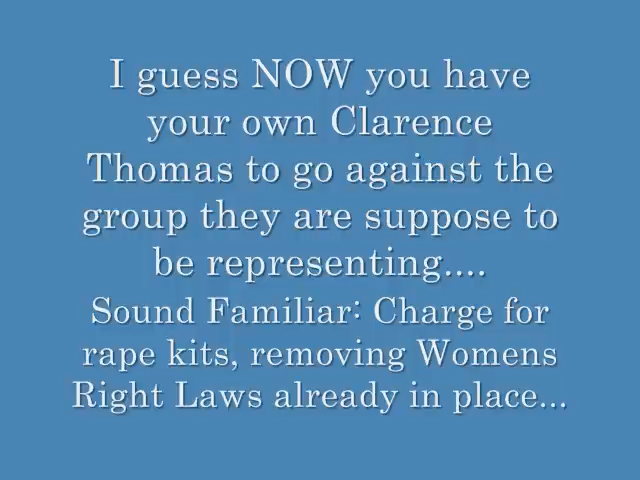 I guess NOW you have
your own Clarence
Thomas to go against the
group they are suppose to
be representing....
Sound Familiar: Charge for
rape kits, removing Womens
Right Laws already in place...